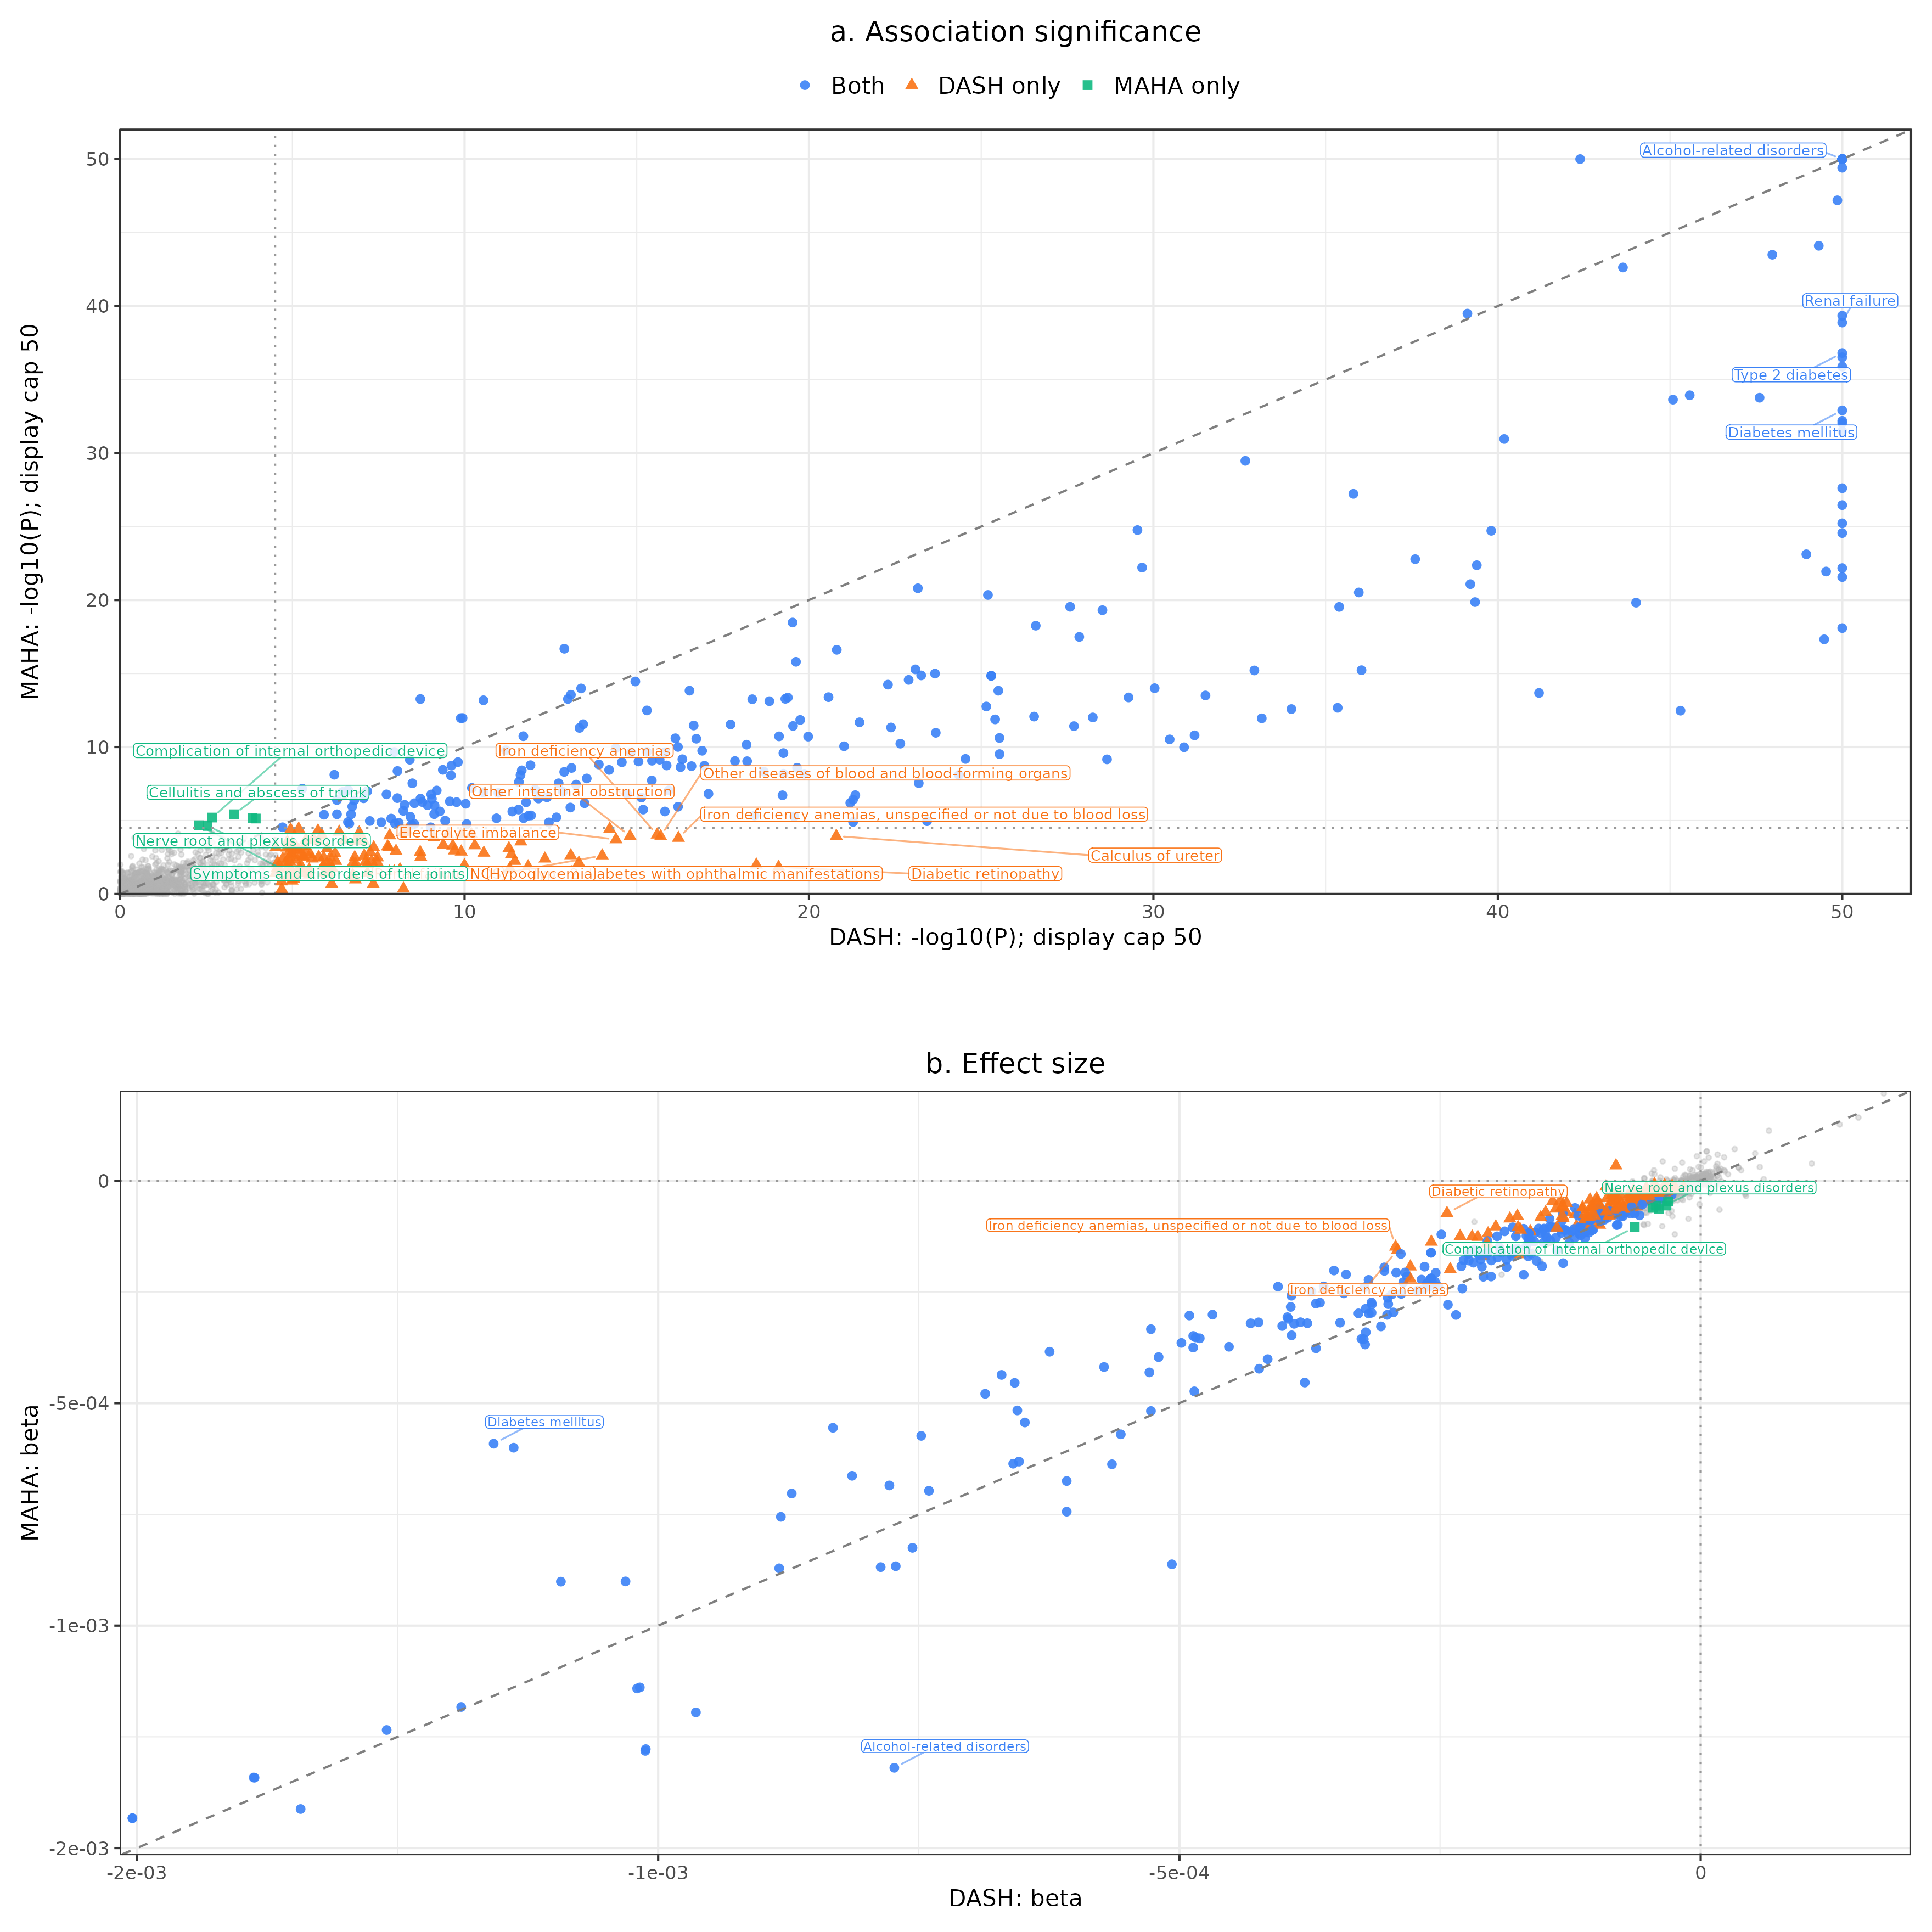 a. Association significance
Both DASH only MAHA only
MAHA: -log10(P); display cap 50
50
40
30
20
10
0
Alcohol-related disorders
Renal failure
Type 2 diabetes
Diabetes mellitus
Complication of internal orthopedic device
Iron deficiency anemias
Other diseases of blood and blood-forming organs
Cellulitis and abscess of trunk
Other intestinal obstruction
Iron deficiency anemias, unspecified or not due to blood loss
Electrolyte imbalance
Nerve root and plexus disorders
Calculus of ureter
Symptoms and disorders of the joints
Hypoglycemia
with ophthalmic manifestations
Diabetic retinopathy
0 10 20 30 40 50
DASH: -log10(P); display cap 50
b. Effect size
MAHA: beta
0
-5e-04
-1e-03
-2e-03
Nerve root and plexus disorders
Diabetic retinopathy
Iron deficiency anemias, unspecified or not due to blood loss
Complication of internal orthopedic device
Iron deficiency anemias
Diabetes mellitus
Alcohol-related disorders
-2e-03 -1e-03 -5e-04 0
DASH: beta